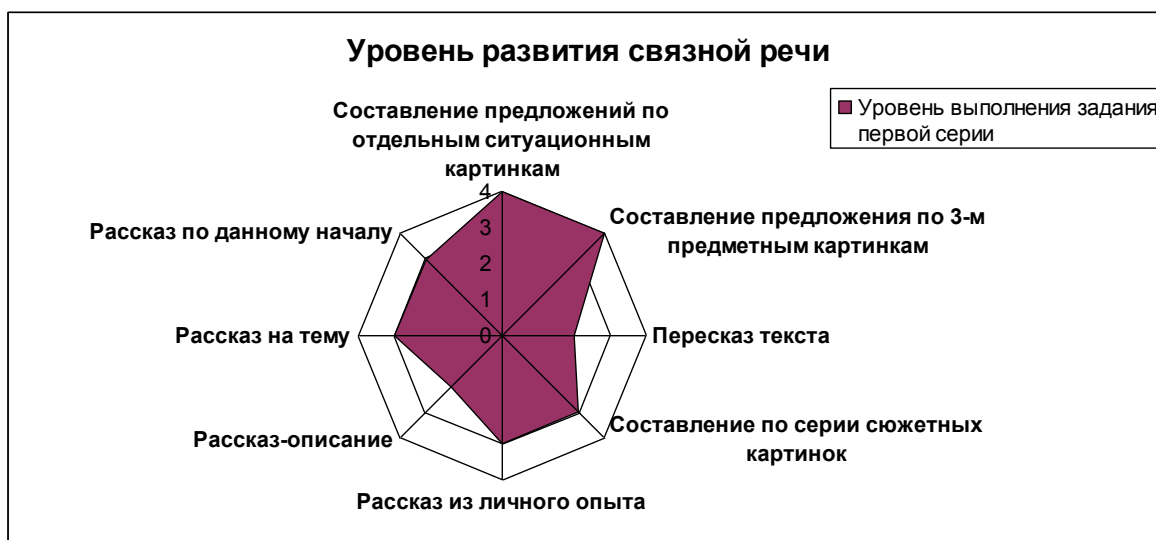 Уровень развития связной речи
Уровень выполнения задания
первой серии
Составление предложений по
отдельным ситуационным
картинкам
Составление предложения по 3-м
предметным картинкам
Пересказ текста
Составление по серии сюжетных
картинок
Рассказ из личного опыта
Рассказ-описание
Рассказ на тему
Рассказ по данному началу
4
3
2
1
0